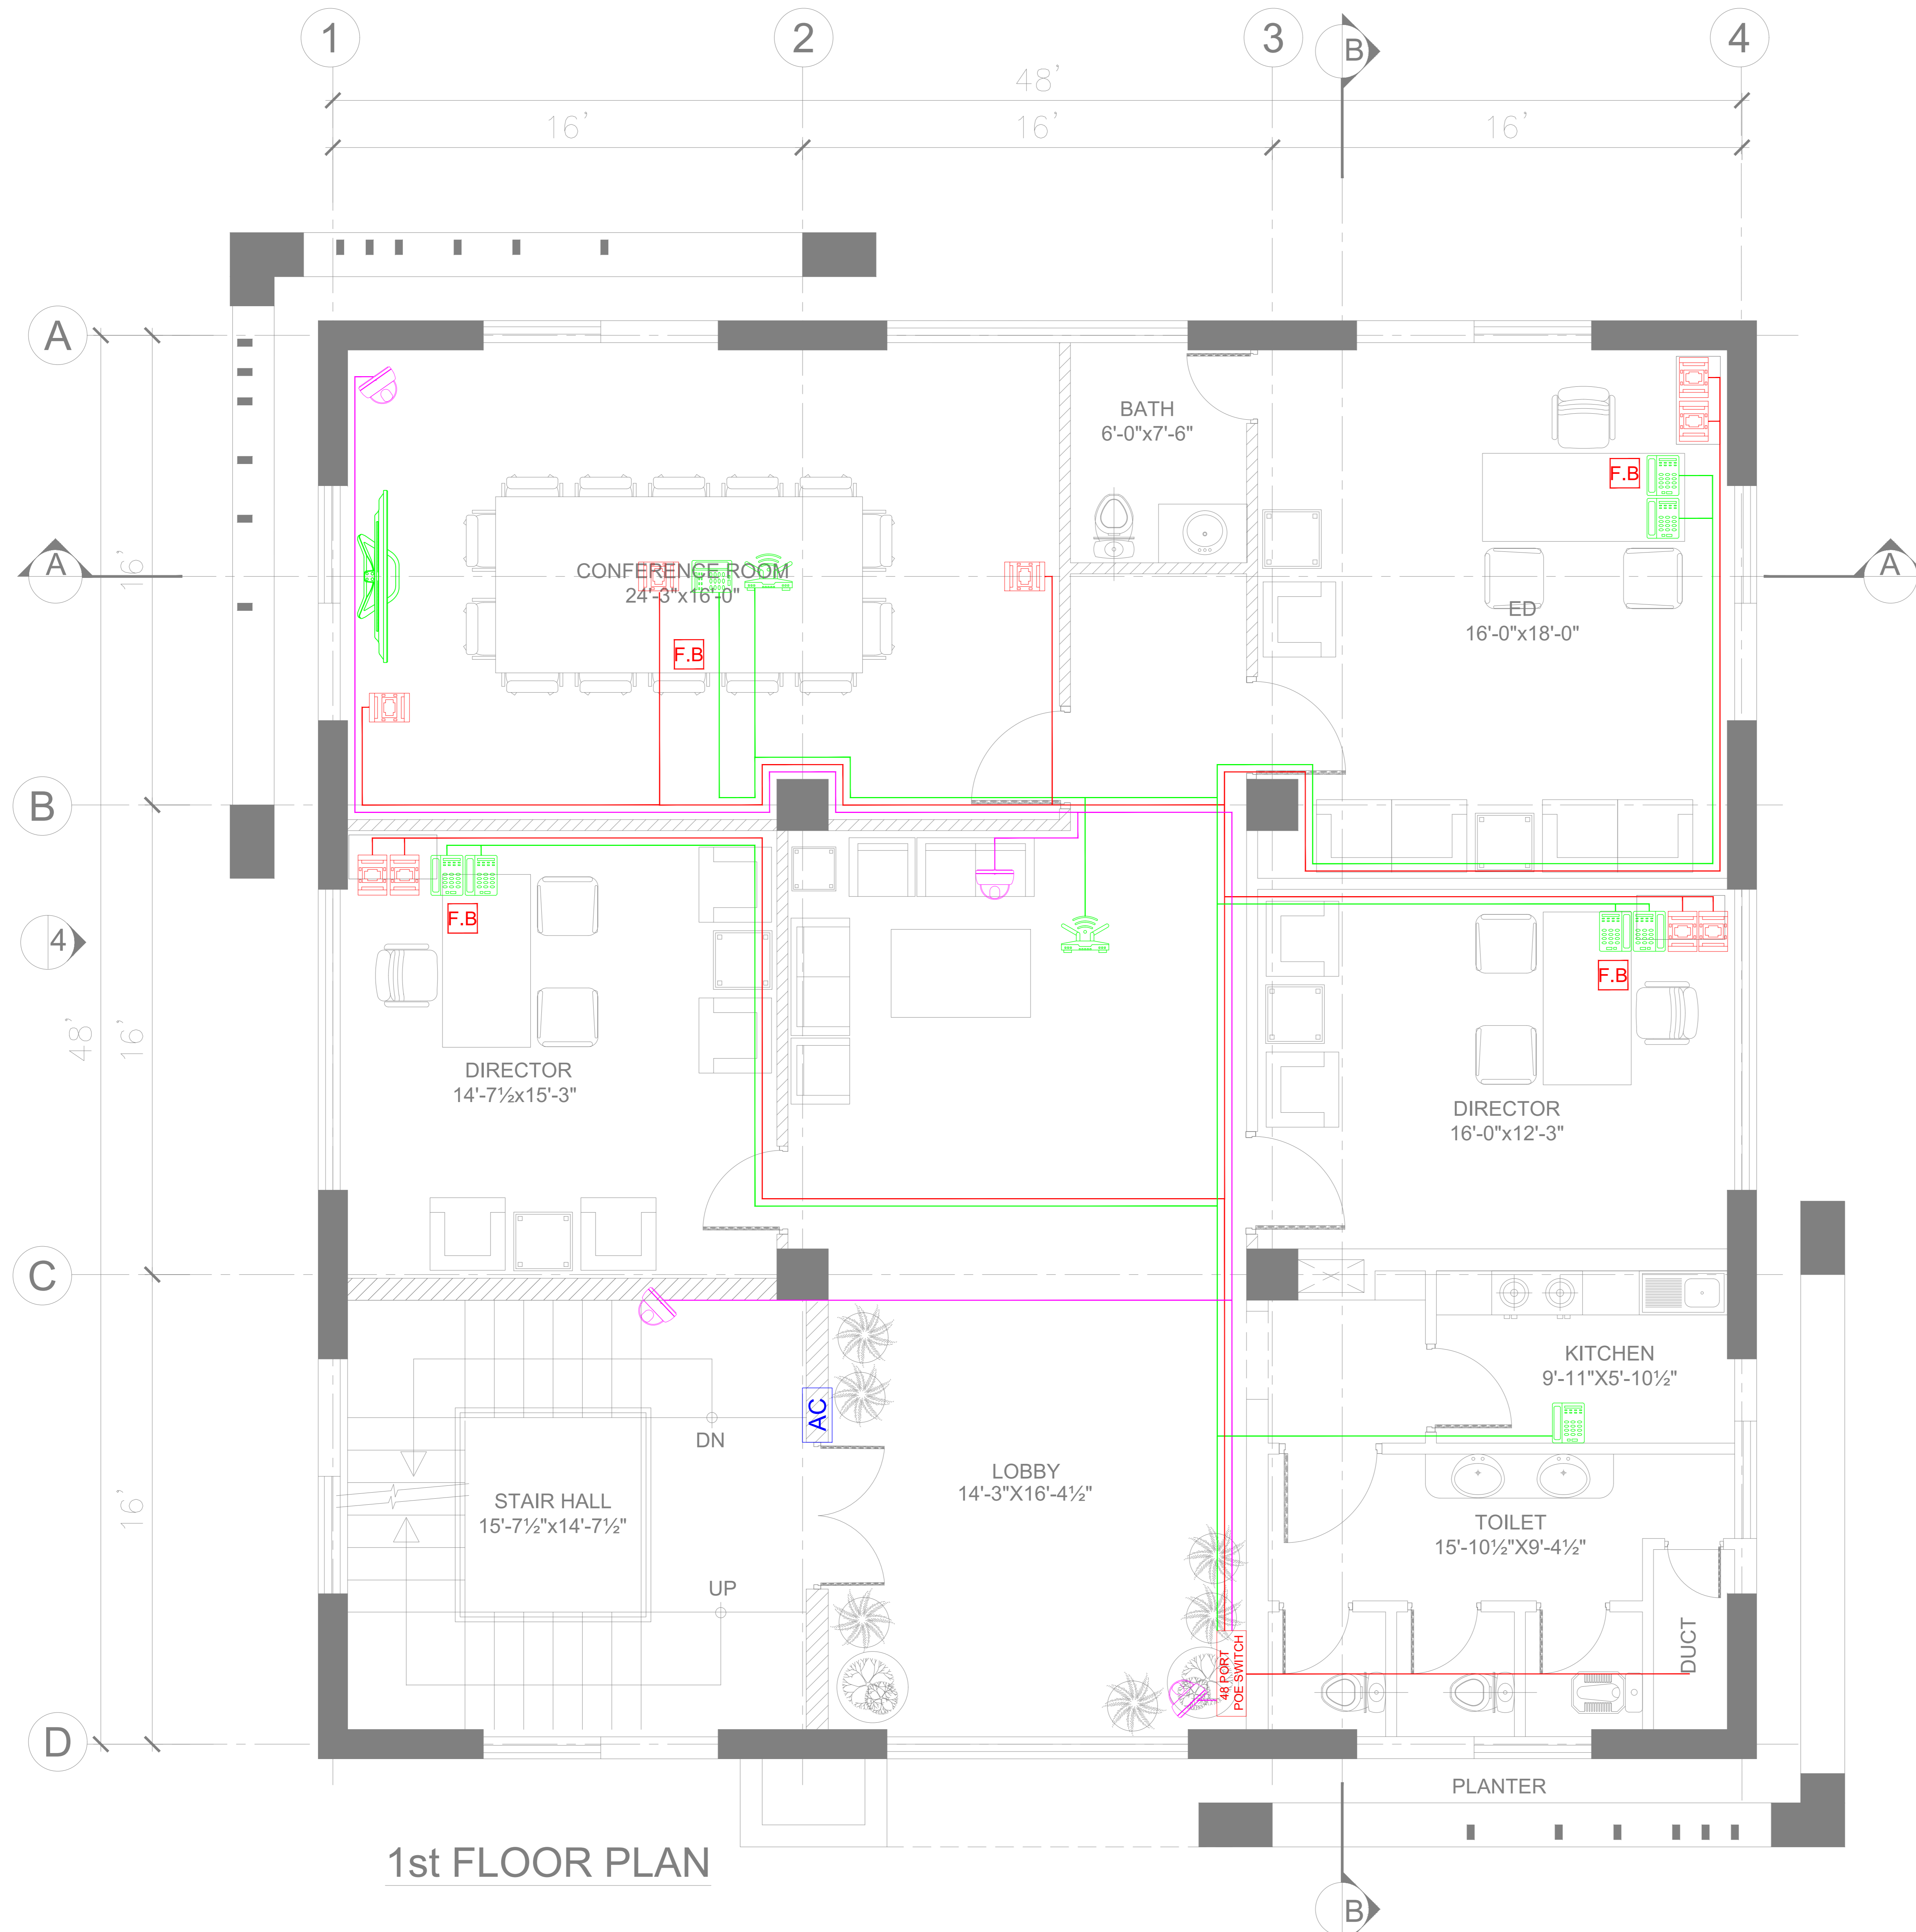 1
2
3
B
4
48'
16'
16'
16'
A
BATH
6'-0"x7'-6"
F.B
A
16'
CONFERENCE ROOM
24'-3"x16'-0"
A
ED
16'-0"x18'-0"
F.B
B
F.B
4
F.B
48'
16'
DIRECTOR
14'-7½x15'-3"
DIRECTOR
16'-0"x12'-3"
C
KITCHEN
9'-11"X5'-10½"
AC
DN
LOBBY
14'-3"X16'-4½"
STAIR HALL
15'-7½"x14'-7½"
16'
TOILET
15'-10½"X9'-4½"
UP
DUCT
48 PORT
POE SWITCH
D
PLANTER
1st FLOOR PLAN
B